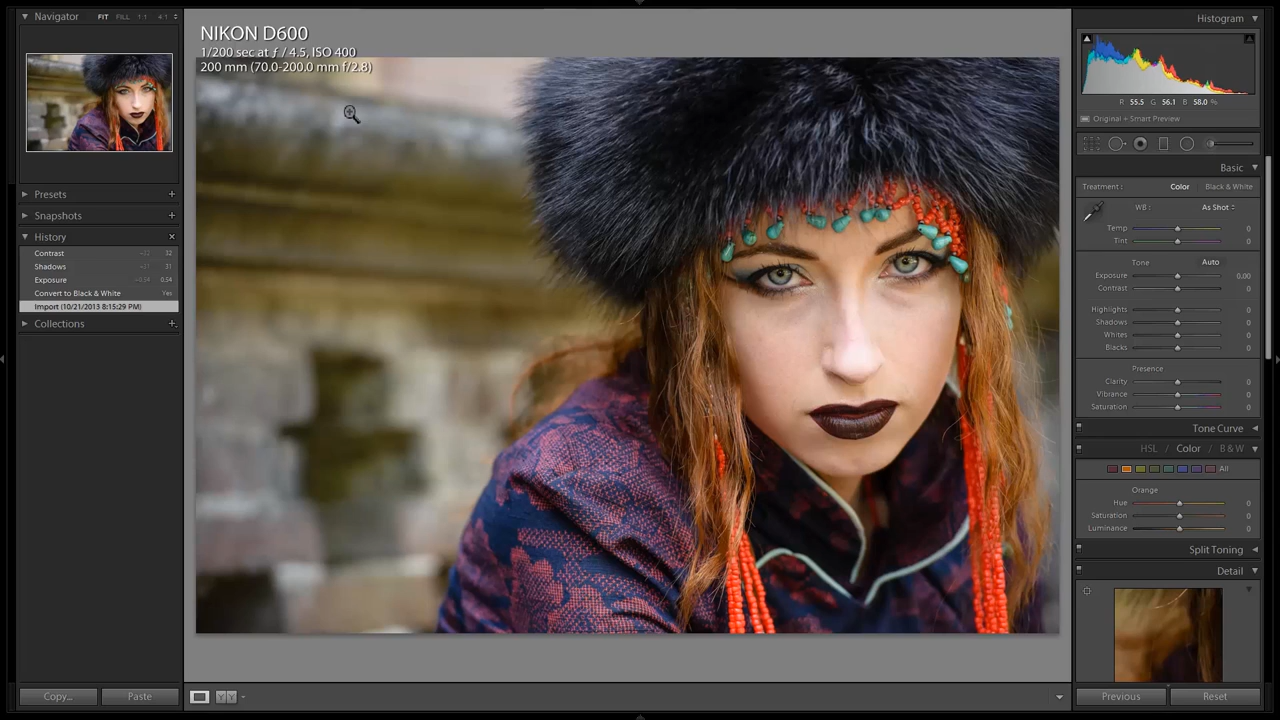 Navigator FIT FILL 1:1 4:1
NIKON D600
1/200 sec at ƒ / 4.5, ISO 400
200 mm (70.0-200.0 mm f/2.8)
Presets +
Snapshots +
History ×
Contrast 32
Shadows 31
Exposure 0.54
Convert to Black & White Yes
Import (10/21/2013 8:15:29 PM)
Collections +
Copy... Paste
Histogram
R 55.5 G 56.1 B 58.0 %
Original + Smart Preview
Basic
Treatment : Color Black & White
WB : As Shot
Temp 0
Tint 0
Tone Auto
Exposure 0.00
Contrast 0
Highlights 0
Shadows 0
Whites 0
Blacks 0
Presence
Clarity 0
Vibrance 0
Saturation 0
Tone Curve
HSL / Color / B & W
All
Orange
Hue 0
Saturation 0
Luminance 0
Split Toning
Detail
Y Y
Previous Reset